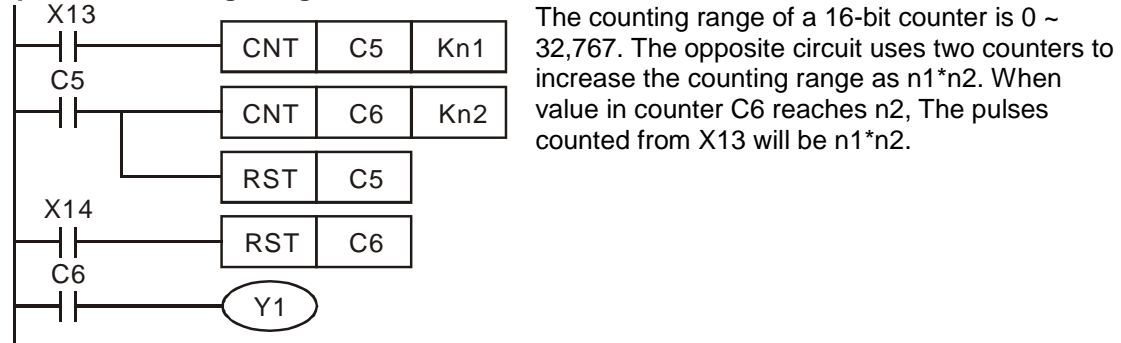 X13
CNT C5 Kn1
C5
CNT C6 Kn2
RST C5
X14
RST C6
C6
Y1
The counting range of a 16-bit counter is 0 ~
32,767. The opposite circuit uses two counters to
increase the counting range as n1*n2. When
value in counter C6 reaches n2, The pulses
counted from X13 will be n1*n2.